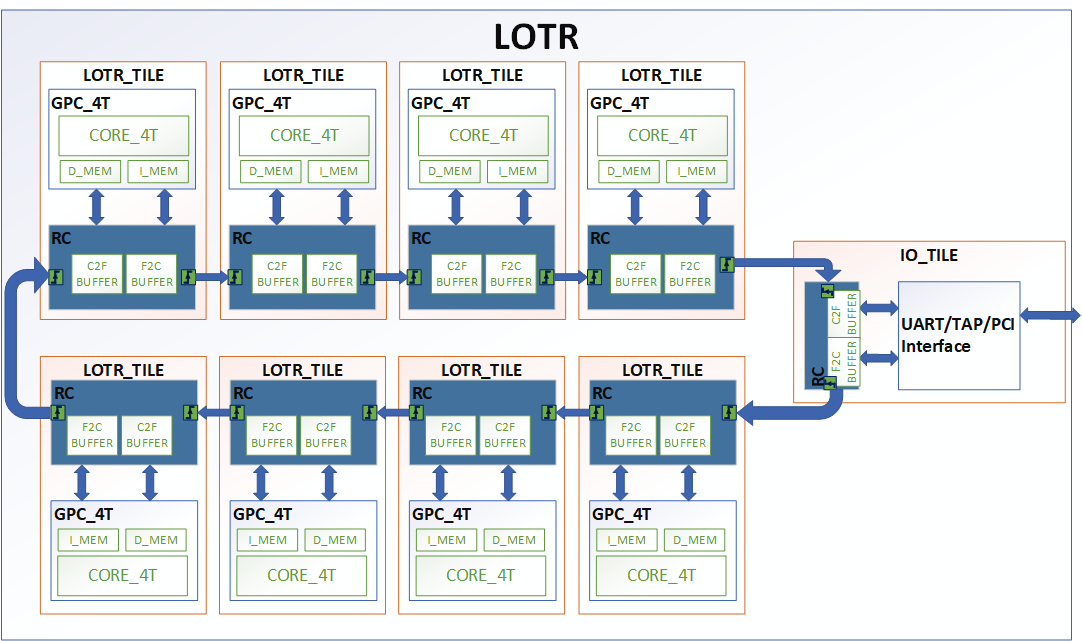 LOTR
LOTR_TILE
GPC_4T
CORE_4T
D_MEM I_MEM
RC
C2F
BUFFER
F2C
BUFFER
LOTR_TILE
GPC_4T
CORE_4T
D_MEM I_MEM
RC
C2F
BUFFER
F2C
BUFFER
LOTR_TILE
GPC_4T
CORE_4T
D_MEM I_MEM
RC
C2F
BUFFER
F2C
BUFFER
LOTR_TILE
GPC_4T
CORE_4T
D_MEM I_MEM
RC
C2F
BUFFER
F2C
BUFFER
IO_TILE
RC
C2F
BUFFER
F2C
BUFFER
UART/TAP/PCI
Interface
LOTR_TILE
RC
F2C
BUFFER
C2F
BUFFER
GPC_4T
I_MEM D_MEM
CORE_4T
LOTR_TILE
RC
F2C
BUFFER
C2F
BUFFER
GPC_4T
I_MEM D_MEM
CORE_4T
LOTR_TILE
RC
F2C
BUFFER
C2F
BUFFER
GPC_4T
I_MEM D_MEM
CORE_4T
LOTR_TILE
RC
F2C
BUFFER
C2F
BUFFER
GPC_4T
I_MEM D_MEM
CORE_4T